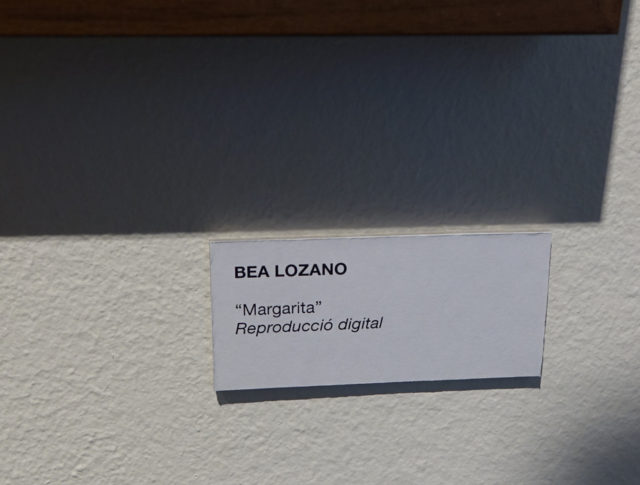 BEA LOZANO
“Margarita”
Reproducció digital